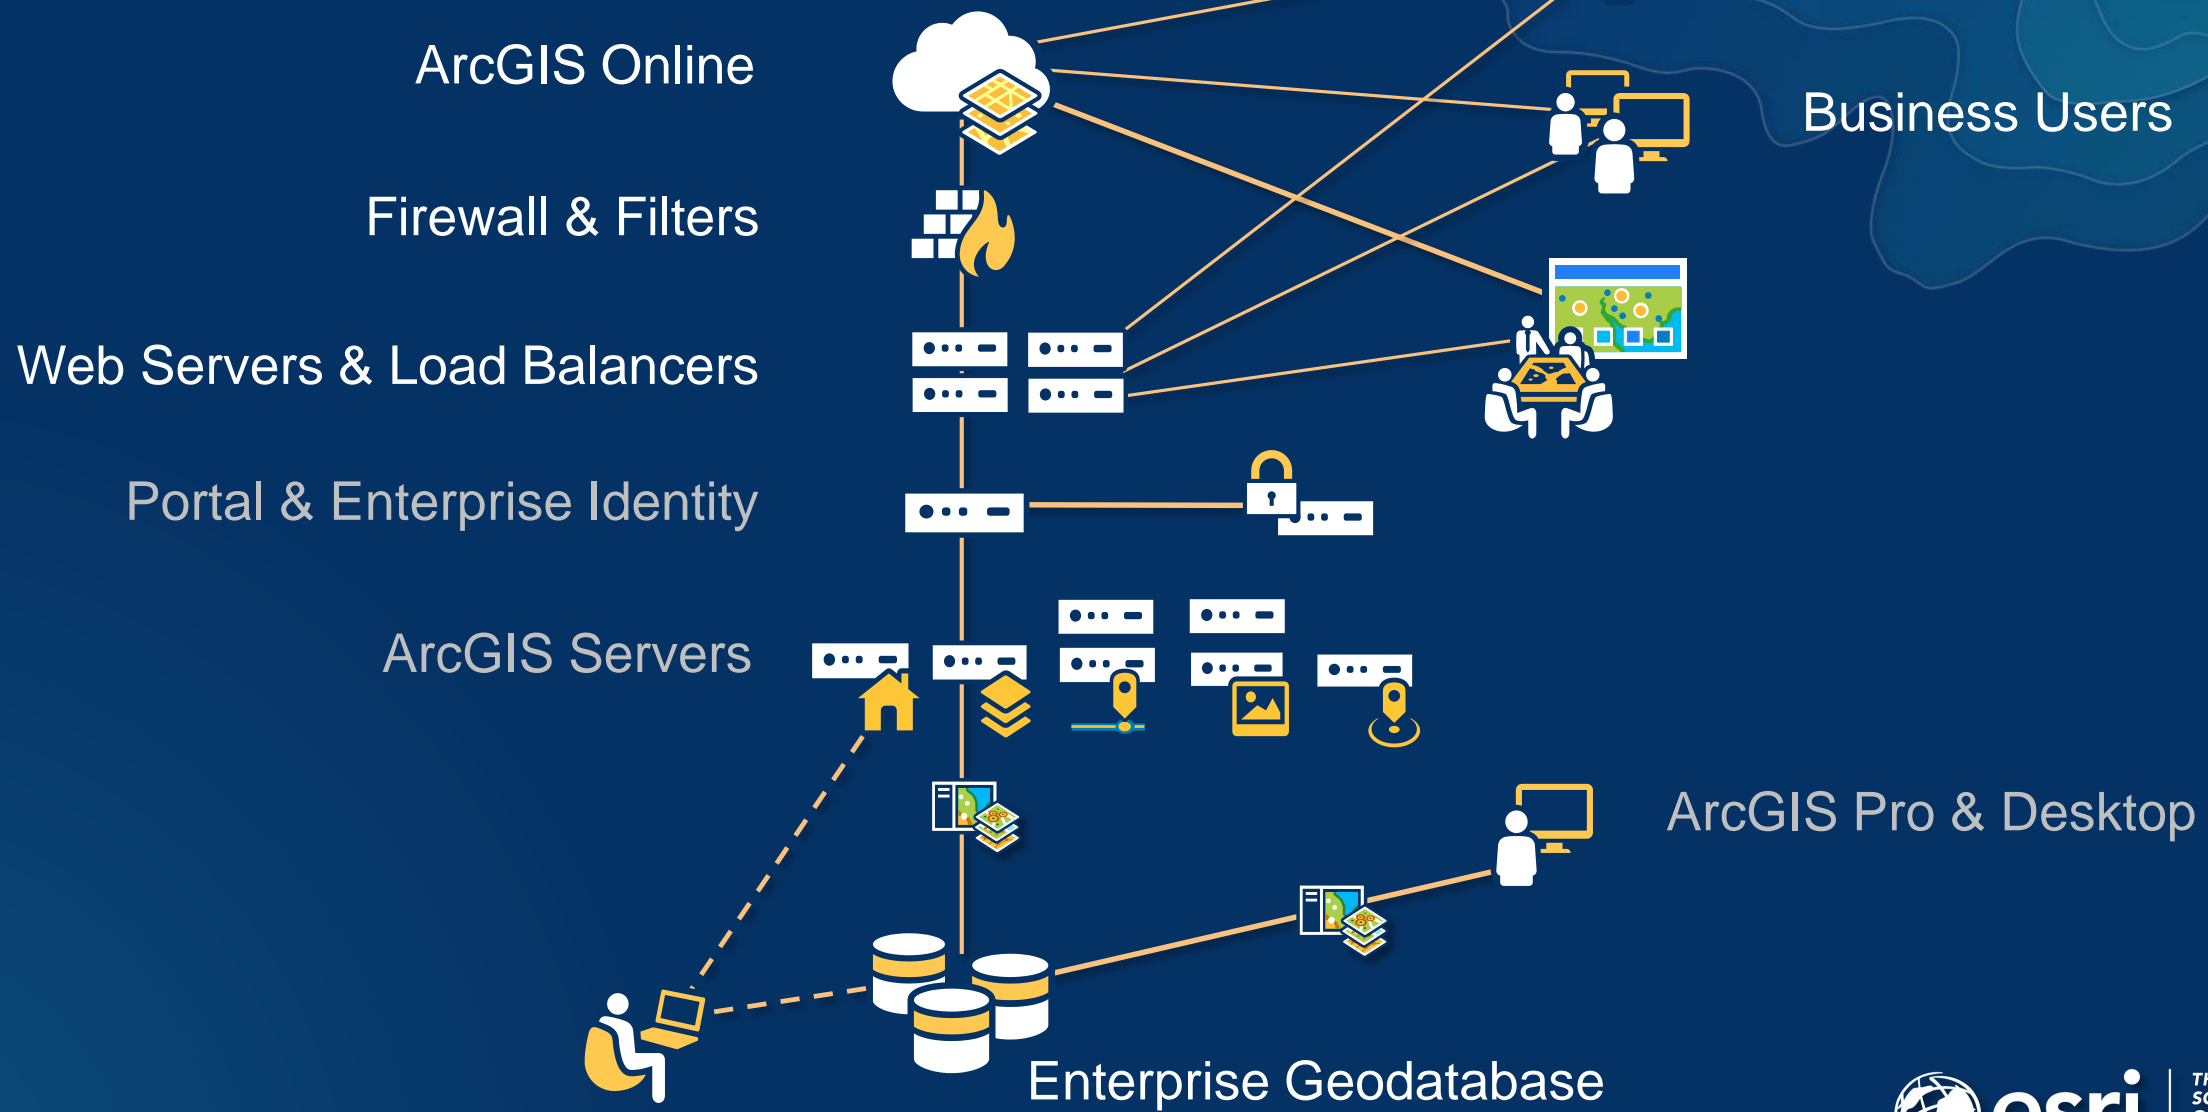 ArcGIS Online
Business Users
Firewall & Filters
Web Servers & Load Balancers
Portal & Enterprise Identity
ArcGIS Servers
ArcGIS Pro & Desktop
Enterprise Geodatabase
esri